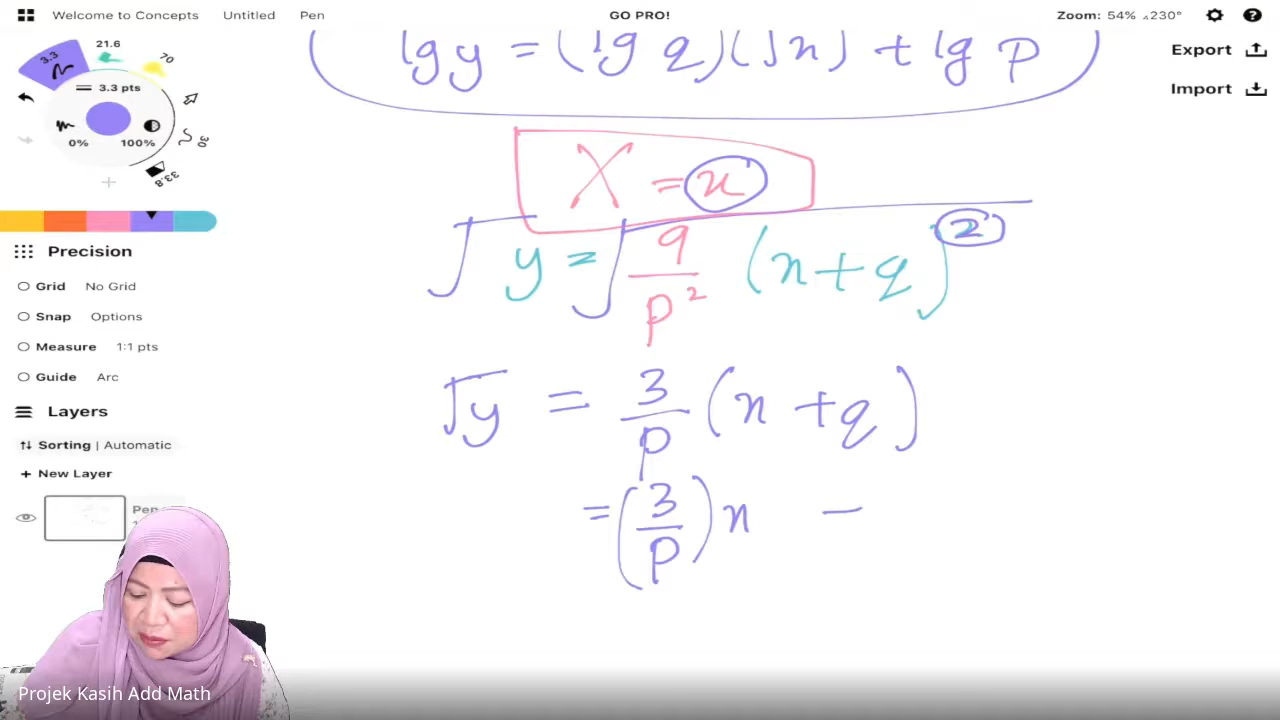 Welcome to Concepts Untitled Pen GO PRO! Zoom: 54% ⊿230°
Export
Import
3.3 21.6 70
3.3 pts
0% 100%
30
33.8
Precision
Grid No Grid
Snap Options
Measure 1:1 pts
Guide Arc
Layers
Sorting | Automatic
+ New Layer
Pen
lg y = (lg q)(√x) + lg p
X = x
√y = √(9/p² (x+q)²)
√y = 3/p (x + q)
= (3/p) x −
Projek Kasih Add Math